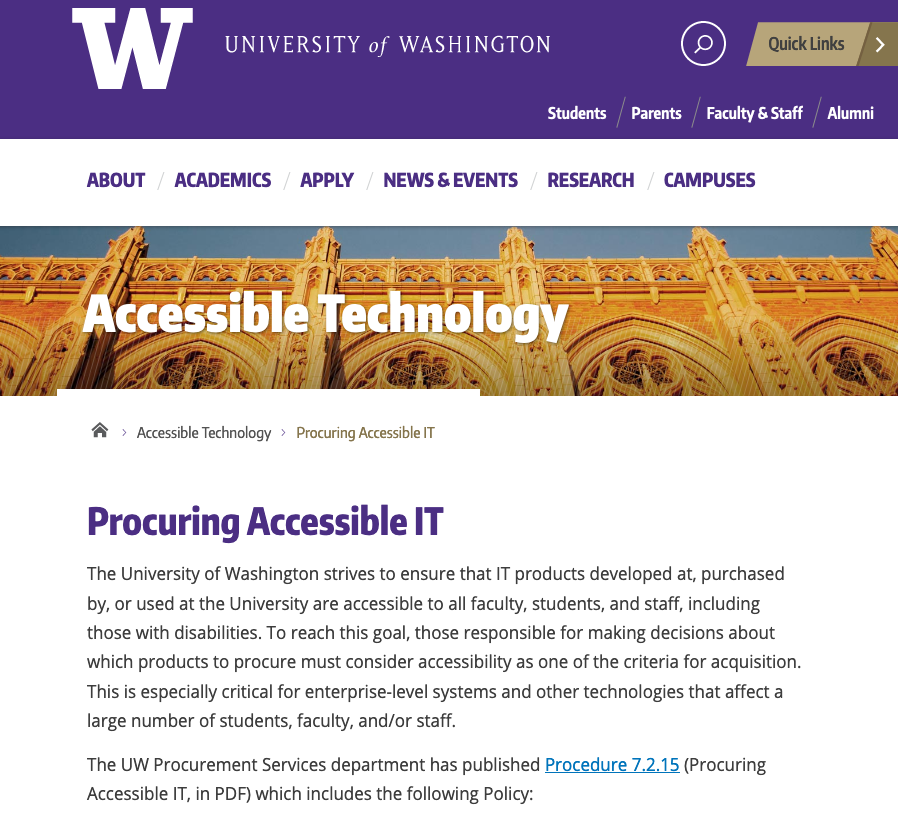 W UNIVERSITY of WASHINGTON
Quick Links
Students Parents Faculty & Staff Alumni
ABOUT ACADEMICS APPLY NEWS & EVENTS RESEARCH CAMPUSES
Accessible Technology
Accessible Technology Procuring Accessible IT
Procuring Accessible IT
The University of Washington strives to ensure that IT products developed at, purchased
by, or used at the University are accessible to all faculty, students, and staff, including
those with disabilities. To reach this goal, those responsible for making decisions about
which products to procure must consider accessibility as one of the criteria for acquisition.
This is especially critical for enterprise-level systems and other technologies that affect a
large number of students, faculty, and/or staff.
The UW Procurement Services department has published Procedure 7.2.15 (Procuring
Accessible IT, in PDF) which includes the following Policy: